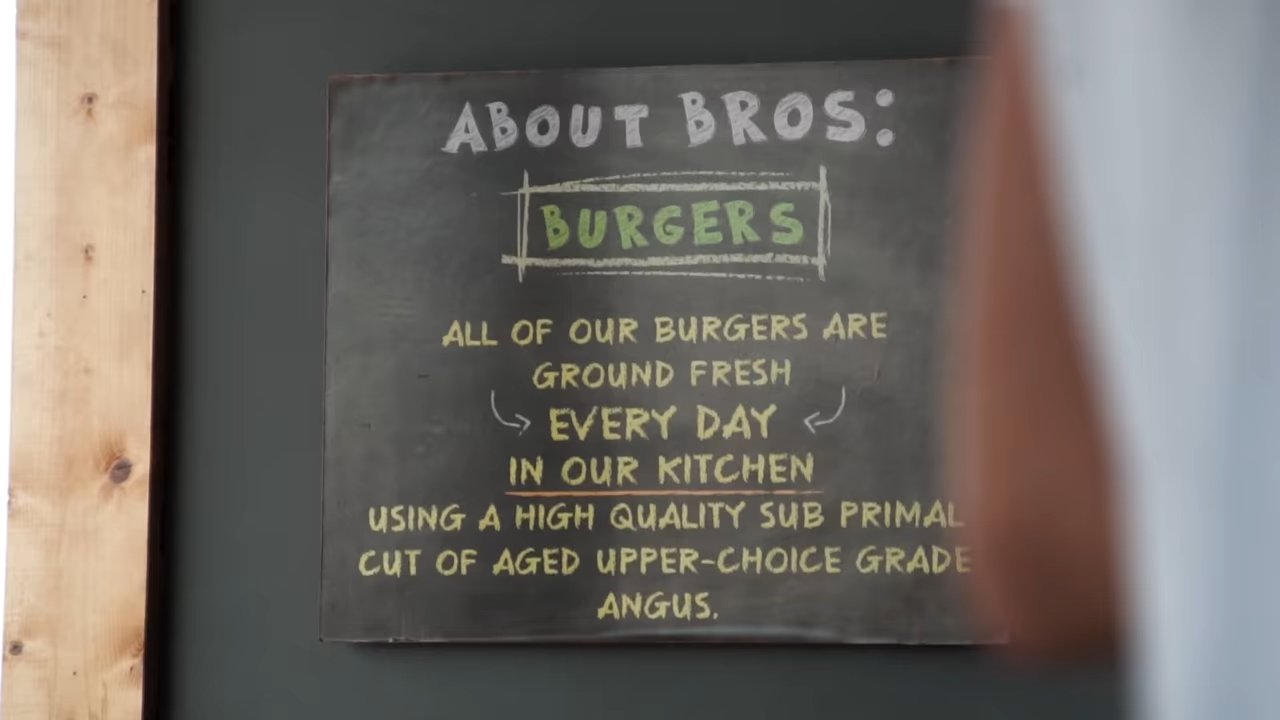 ABOUT BROS:
BURGERS
ALL OF OUR BURGERS ARE
GROUND FRESH
EVERY DAY
IN OUR KITCHEN
USING A HIGH QUALITY SUB PRIMAL
CUT OF AGED UPPER-CHOICE GRADE
ANGUS.